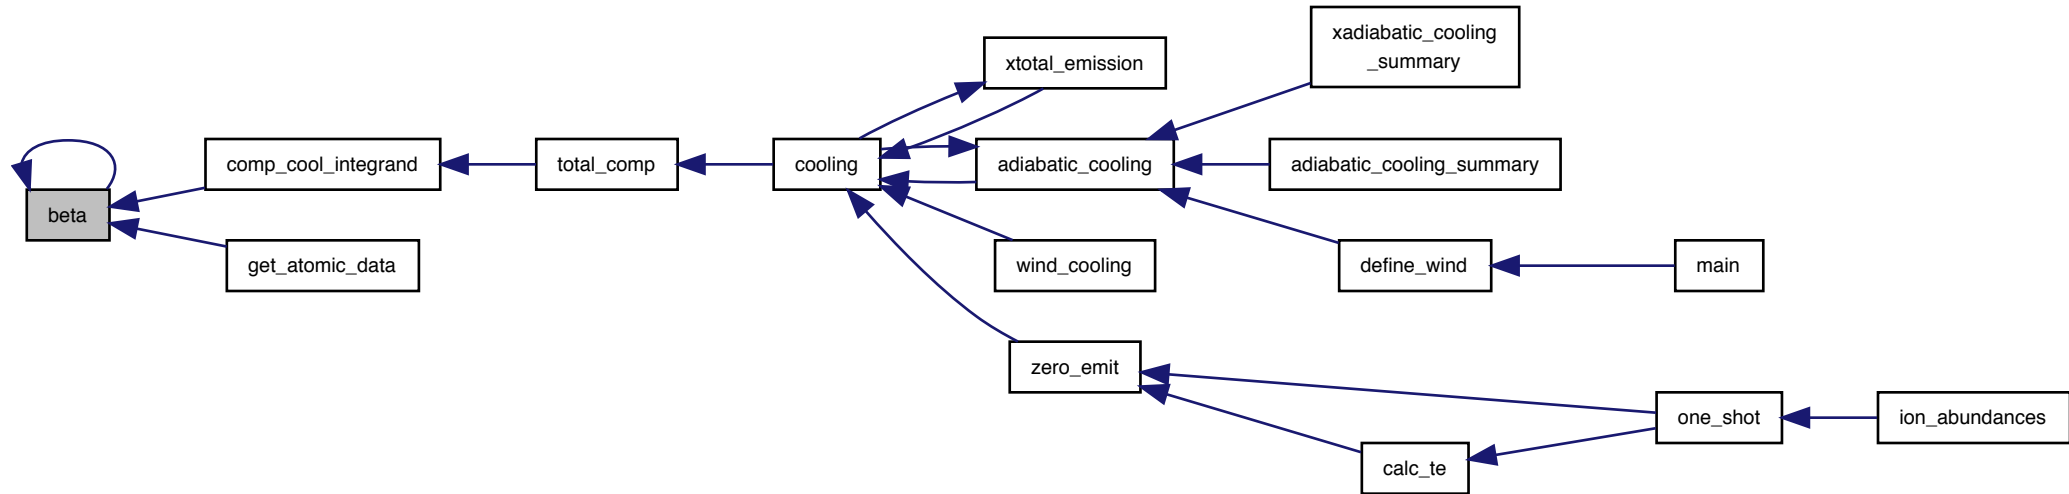 xadiabatic_cooling
_summary
xtotal_emission
comp_cool_integrand
total_comp
cooling
adiabatic_cooling
adiabatic_cooling_summary
beta
get_atomic_data
wind_cooling
define_wind
main
zero_emit
one_shot
ion_abundances
calc_te